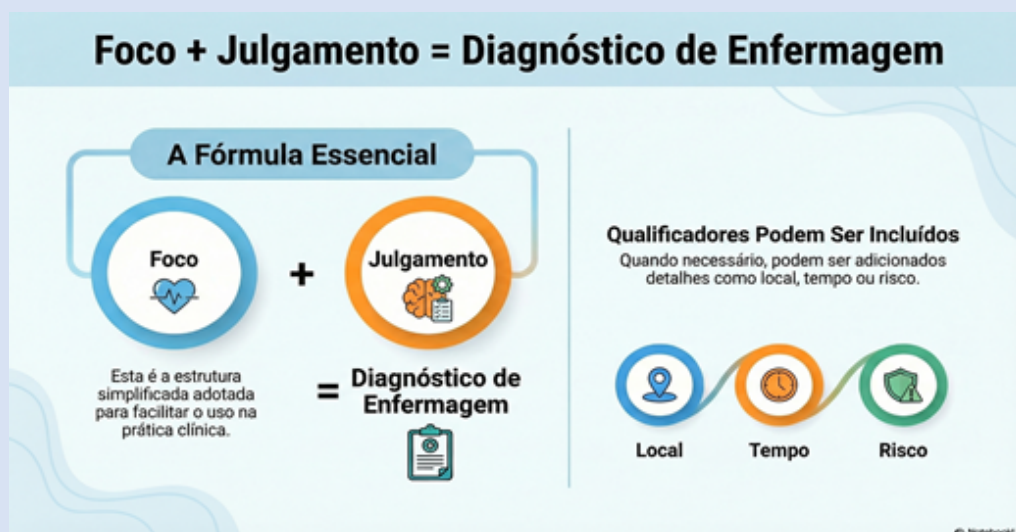 Foco + Julgamento = Diagnóstico de Enfermagem
A Fórmula Essencial
Foco
+
Julgamento
Esta é a estrutura
simplificada adotada
para facilitar o uso na
prática clínica.
= Diagnóstico de
Enfermagem
Qualificadores Podem Ser Incluídos
Quando necessário, podem ser adicionados
detalhes como local, tempo ou risco.
Local
Tempo
Risco